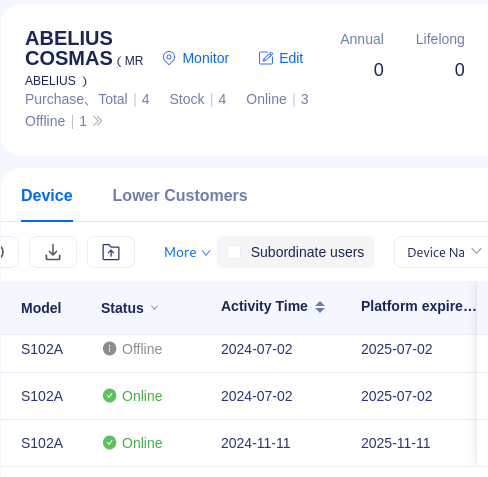 ABELIUS
COSMAS ( MR
ABELIUS )
Monitor
Edit
Annual
Lifelong
0
0
Purchase、Total | 4 Stock | 4 Online | 3
Offline | 1
Device
Lower Customers
More
Subordinate users
Device Na
Model Status Activity Time Platform expire...
S102A Offline 2024-07-02 2025-07-02
S102A Online 2024-07-02 2025-07-02
S102A Online 2024-11-11 2025-11-11